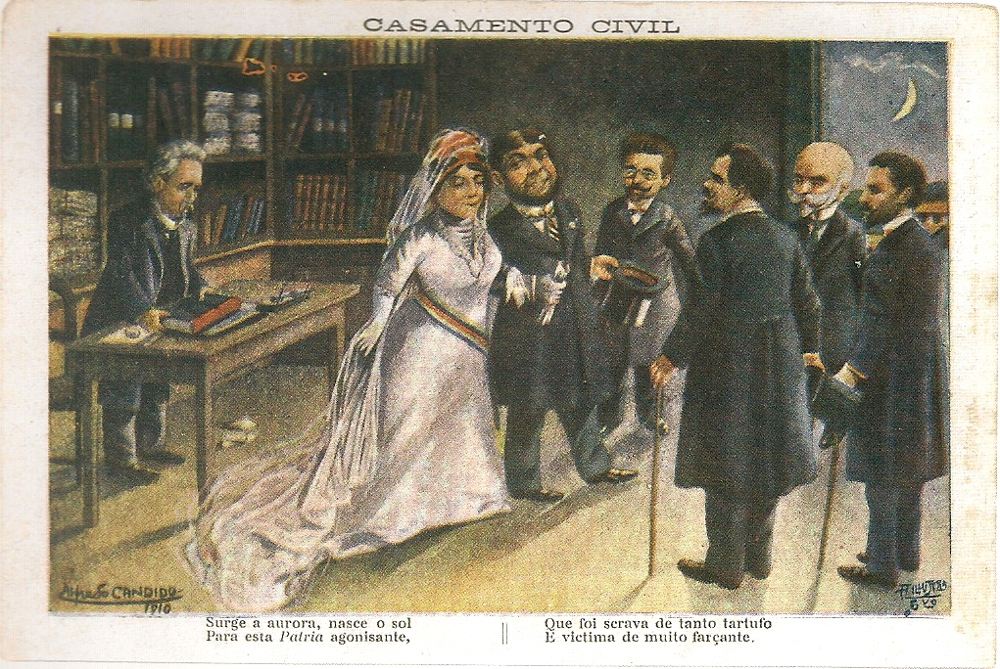 CASAMENTO CIVIL
Alfredo CANDIDO
1910
Surge a aurora, nasce o sol
Para esta Patria agonisante,
Que foi scrava de tanto tartufo
E victima de muito farçante.